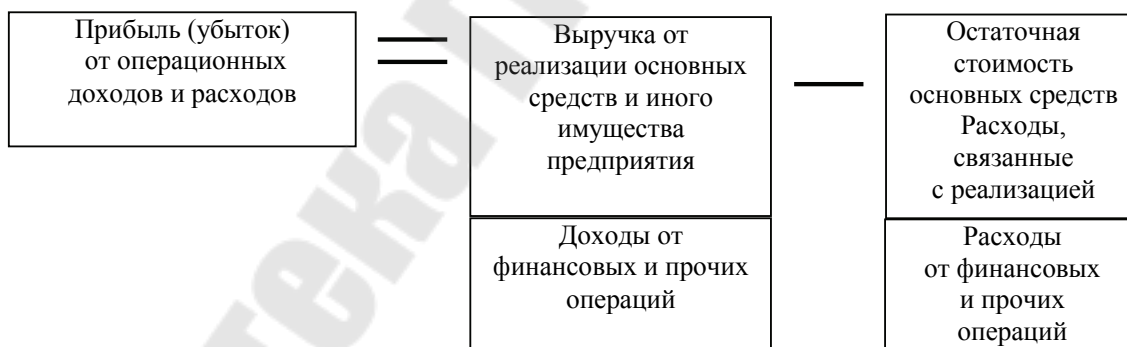 Прибыль (убыток)
от операционных
доходов и расходов
Выручка от
реализации основных
средств и иного
имущества
предприятия
Остаточная
стоимость
основных средств
Расходы,
связанные
с реализацией
Доходы от
финансовых и прочих
операций
Расходы
от финансовых
и прочих
операций